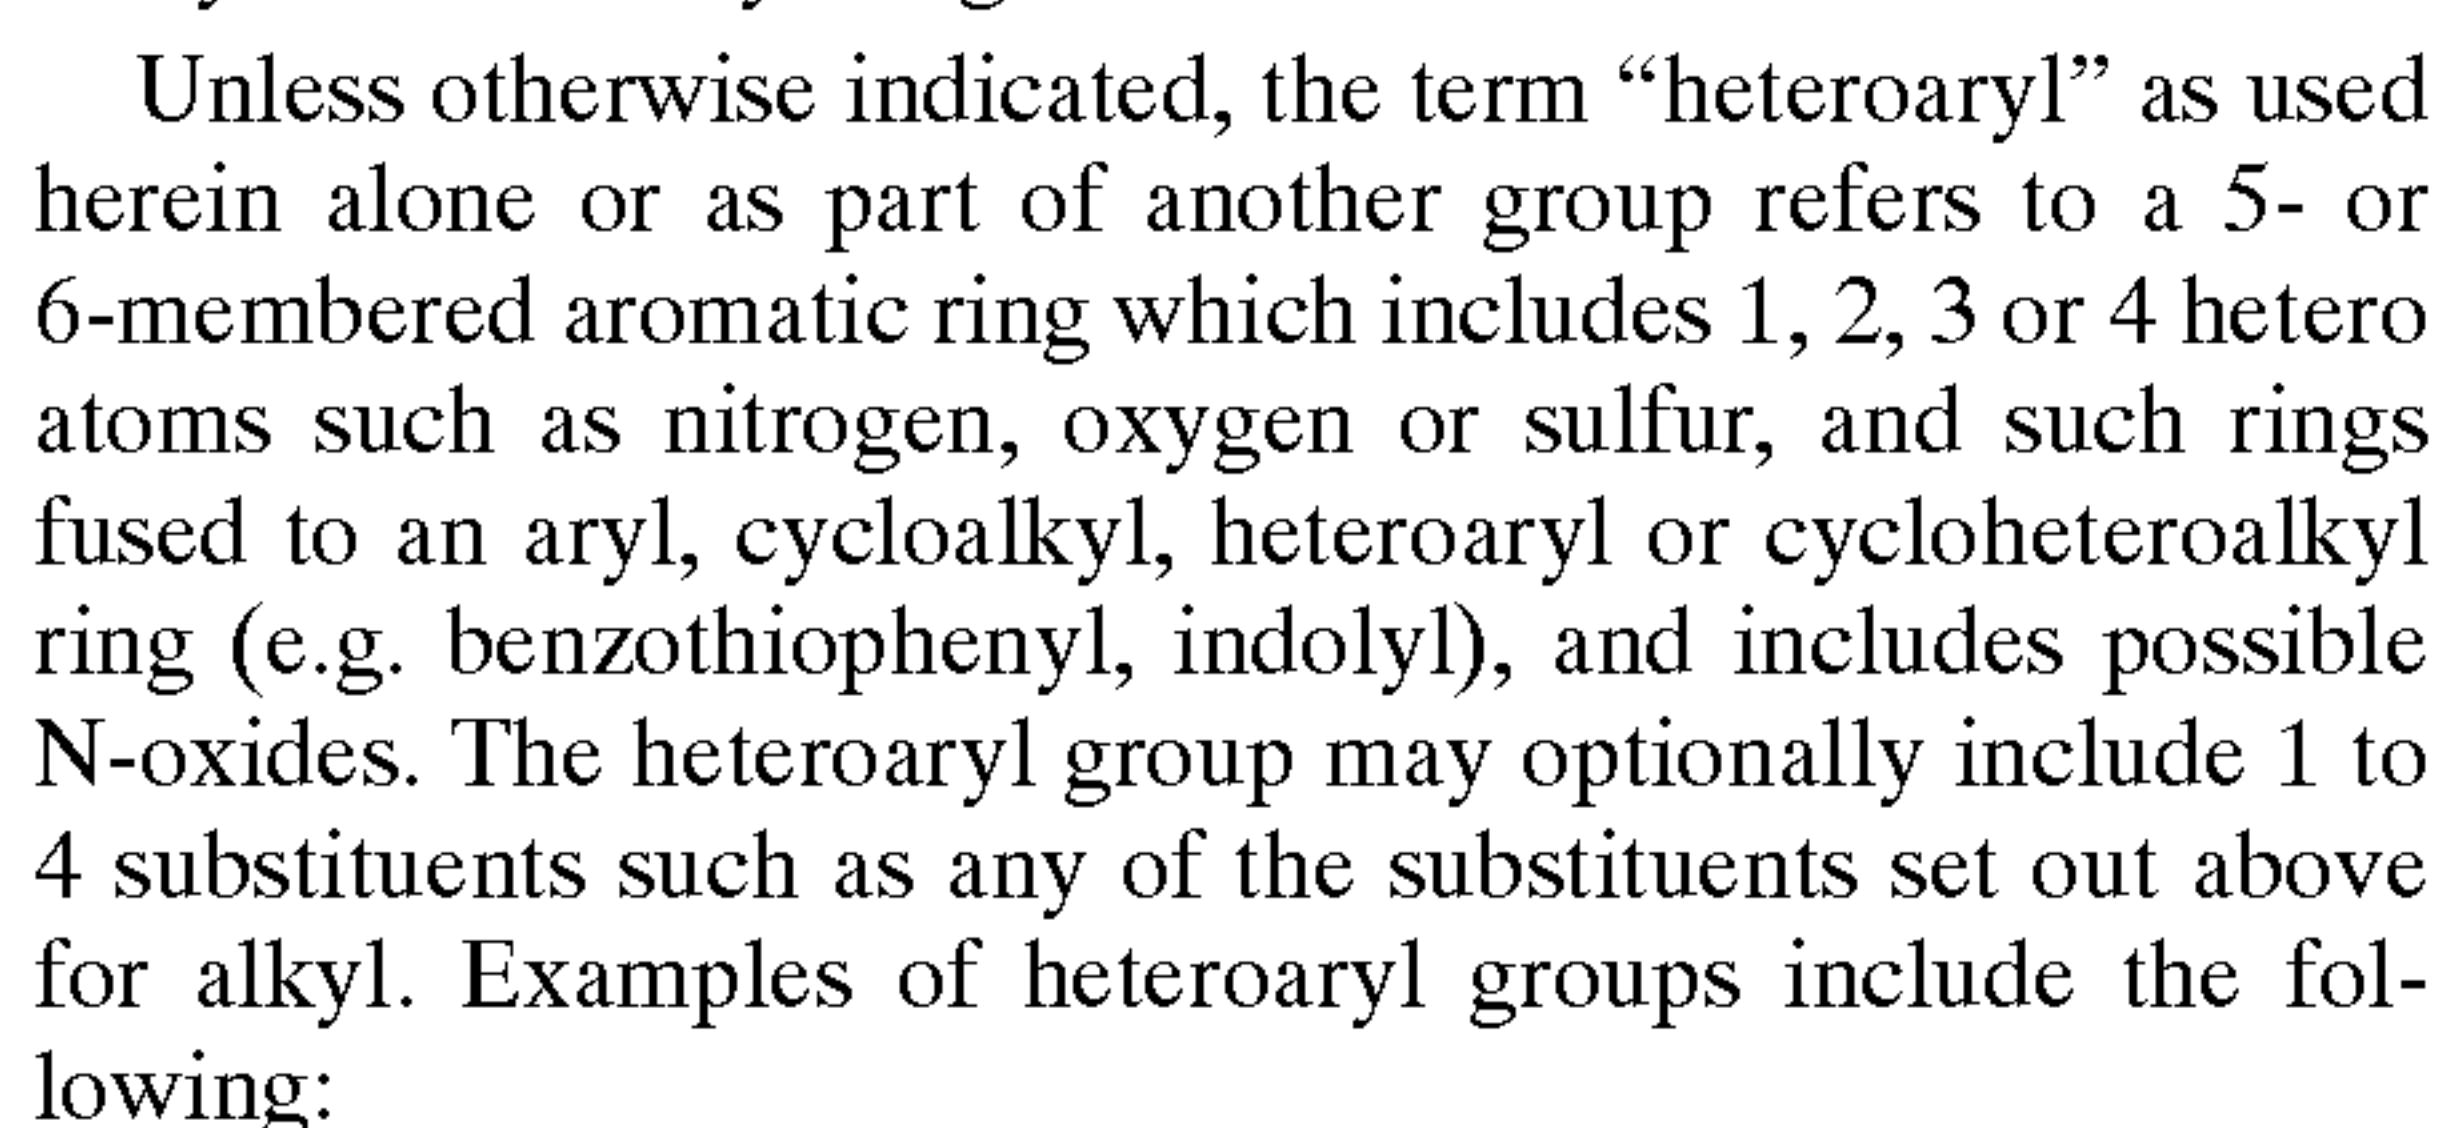 Unless otherwise indicated, the term “heteroaryl” as used
herein alone or as part of another group refers to a 5- or
6-membered aromatic ring which includes 1, 2, 3 or 4 hetero
atoms such as nitrogen, oxygen or sulfur, and such rings
fused to an aryl, cycloalkyl, heteroaryl or cycloheteroalkyl
ring (e.g. benzothiophenyl, indolyl), and includes possible
N-oxides. The heteroaryl group may optionally include 1 to
4 substituents such as any of the substituents set out above
for alkyl. Examples of heteroaryl groups include the fol-
lowing: